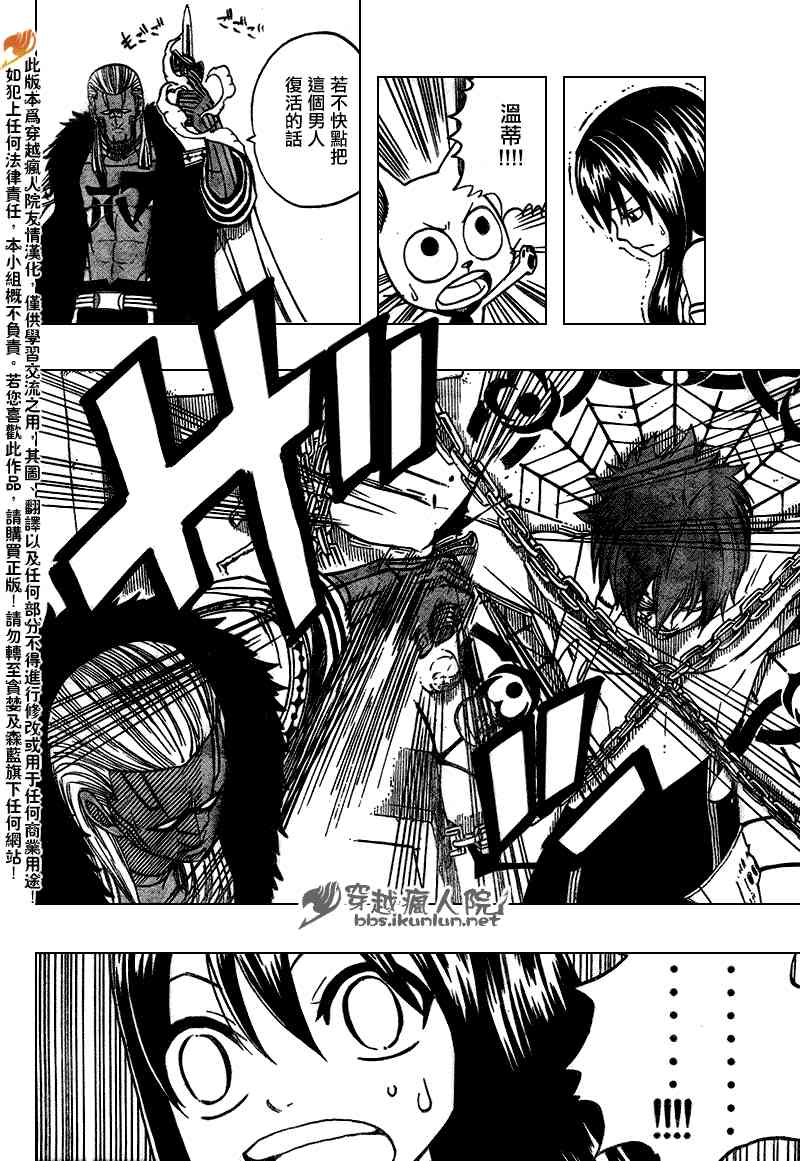 溫蒂!!!!
若不快點把
這個男人
復活的話
ザッ
!!!!
此版本爲穿越瘋人院友情漢化，僅供學習交流之用，其圖、翻譯以及任何部分不得進行修改或用于任何商業用途！
如犯上任何法律責任，本小組概不負責。若您喜歡此作品，請購買正版！請勿轉至貪婪及森藍旗下任何網站！
穿越瘋人院
bbs.ikunlun.net